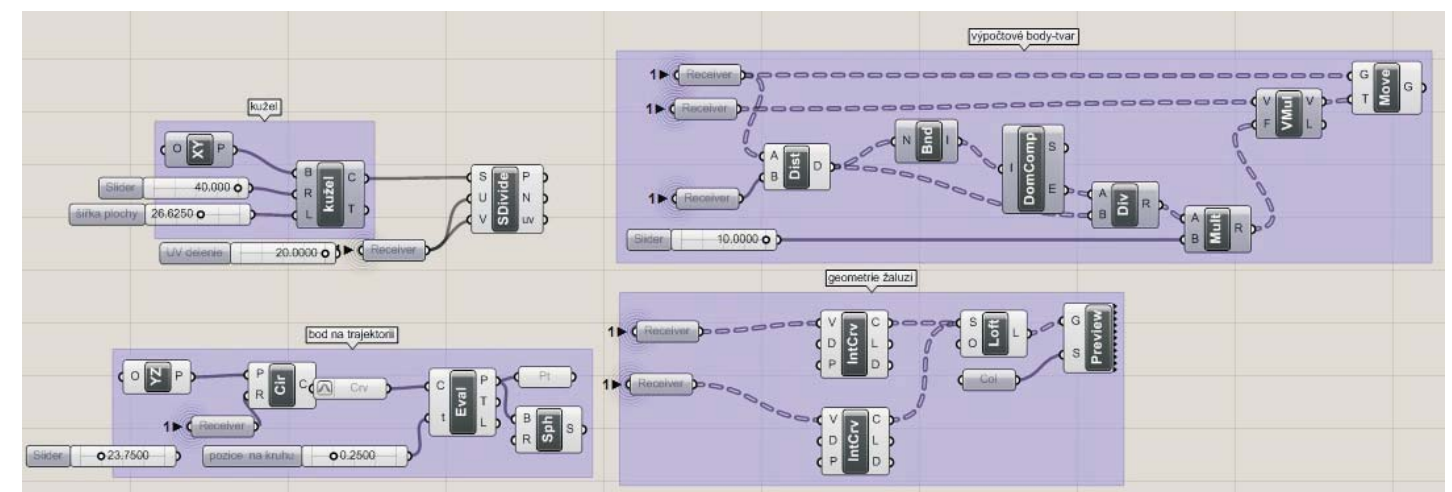 kužel
O XY P
Slider 40.000
šířka plochy 26.6250
B R L kužel C T
UV delenie 20.0000
Receiver
S U V SDivide P N uv
bod na trajektorii
O YZ P
P R Cir C
Crv
1 Receiver
Slider 23.7500
pozice na kruhu 0.2500
C t Eval P T L
Pt
B R Sph S
výpočtové body-tvar
1 Receiver
1 Receiver
1 Receiver
Slider 10.0000
A B Dist D
N Bnd I
I DomComp S E
A B Div R
A B Mult R
V F VMul V L
G T Move G
geometrie žaluzí
1 Receiver
1 Receiver
V D P IntCrv C L D
V D P IntCrv C L D
S O Loft L
Col
G S Preview